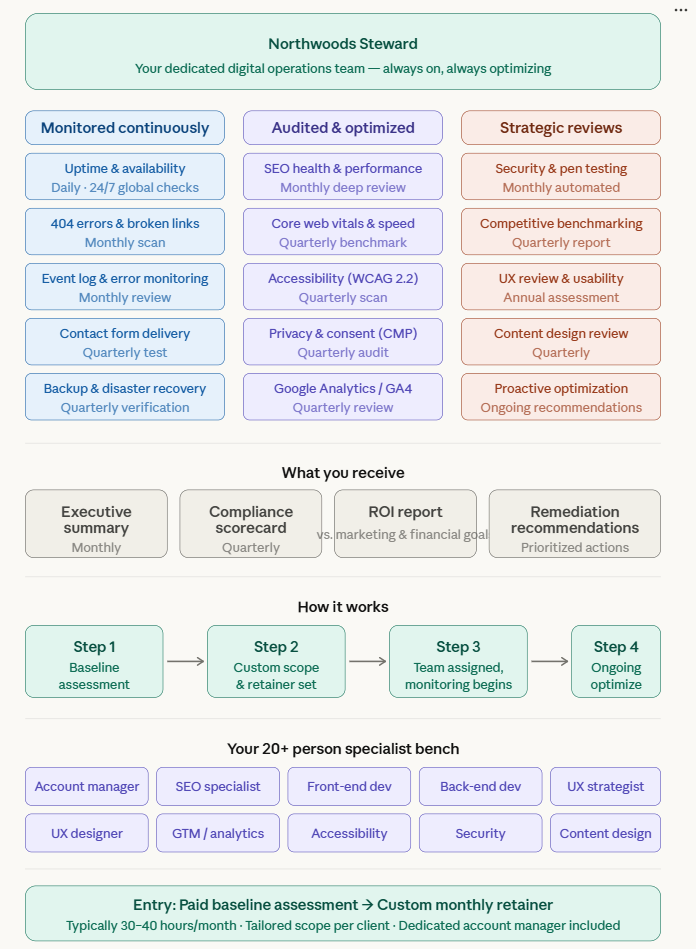 Northwoods Steward
Your dedicated digital operations team — always on, always optimizing
Monitored continuously
Uptime & availability
Daily · 24/7 global checks
404 errors & broken links
Monthly scan
Event log & error monitoring
Monthly review
Contact form delivery
Quarterly test
Backup & disaster recovery
Quarterly verification
Audited & optimized
SEO health & performance
Monthly deep review
Core web vitals & speed
Quarterly benchmark
Accessibility (WCAG 2.2)
Quarterly scan
Privacy & consent (CMP)
Quarterly audit
Google Analytics / GA4
Quarterly review
Strategic reviews
Security & pen testing
Monthly automated
Competitive benchmarking
Quarterly report
UX review & usability
Annual assessment
Content design review
Quarterly
Proactive optimization
Ongoing recommendations
What you receive
Executive
summary
Monthly
Compliance
scorecard
Quarterly
ROI report
vs. marketing & financial goal
Remediation
recommendations
Prioritized actions
How it works
Step 1
Baseline
assessment
Step 2
Custom scope
& retainer set
Step 3
Team assigned,
monitoring begins
Step 4
Ongoing
optimize
Your 20+ person specialist bench
Account manager
SEO specialist
Front-end dev
Back-end dev
UX strategist
UX designer
GTM / analytics
Accessibility
Security
Content design
Entry: Paid baseline assessment → Custom monthly retainer
Typically 30–40 hours/month · Tailored scope per client · Dedicated account manager included